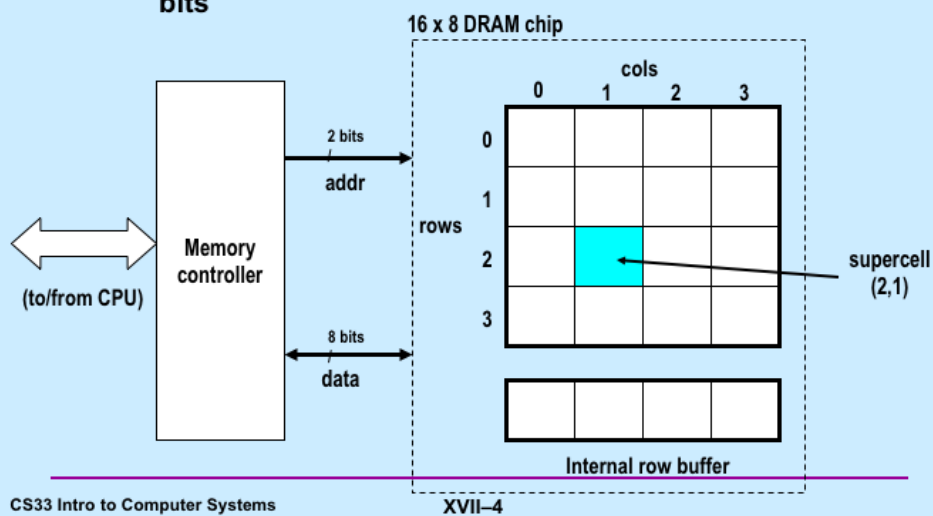 bits
16 x 8 DRAM chip
cols
0 1 2 3
0
2 bits
addr
1
rows
Memory
controller
2
supercell
(2,1)
(to/from CPU)
3
8 bits
data
Internal row buffer
CS33 Intro to Computer Systems XVII–4